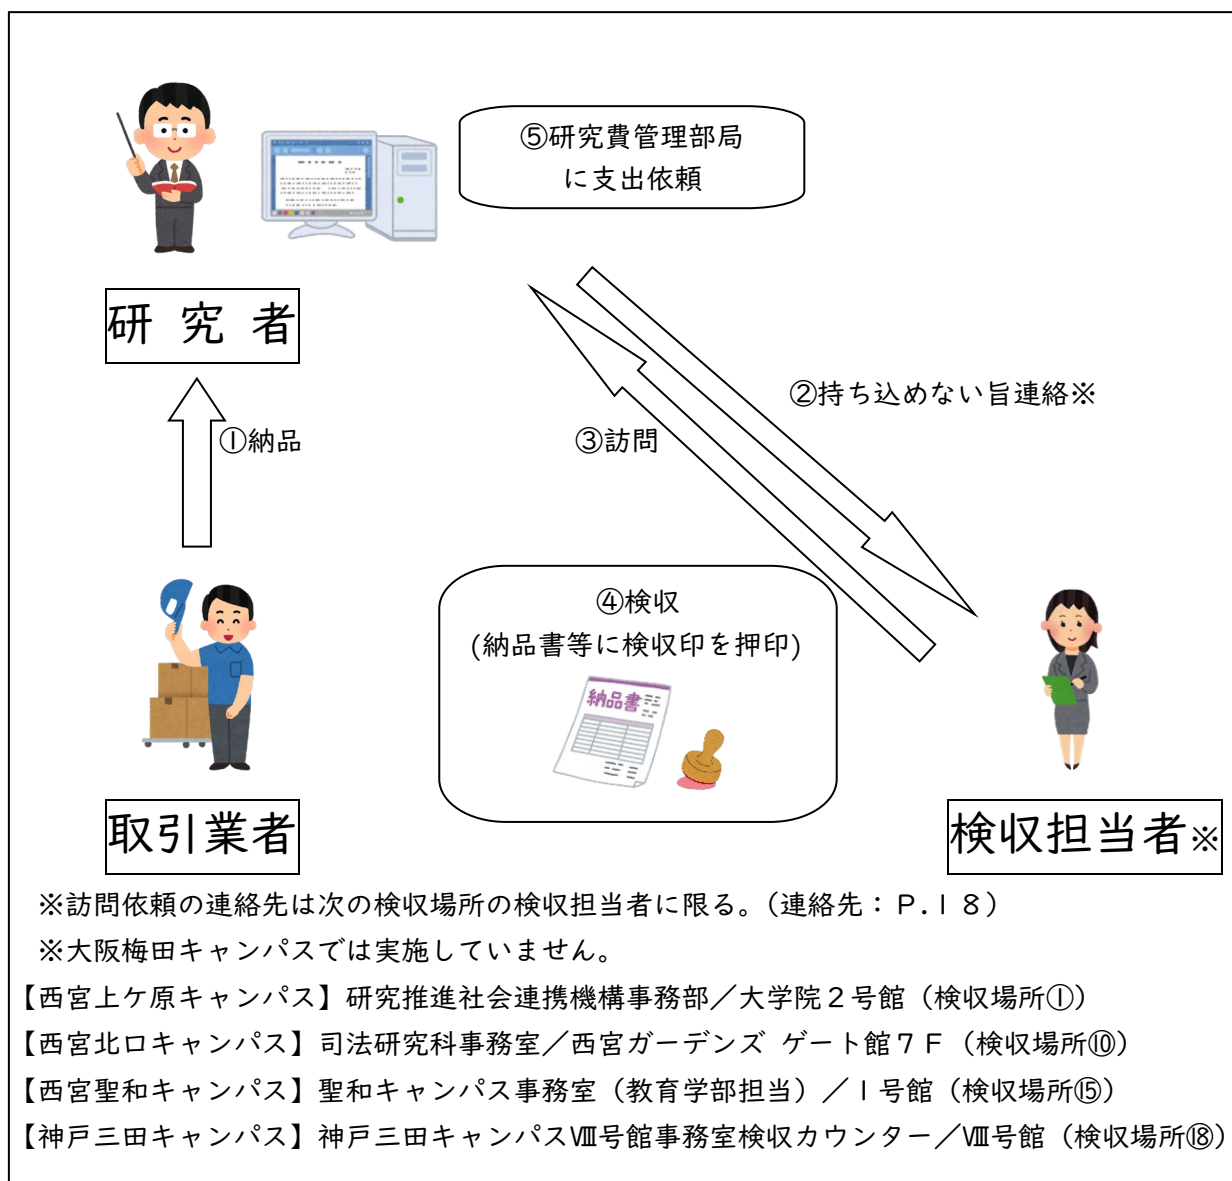 ⑤研究費管理部局
に支出依頼
研究者
②持ち込めない旨連絡※
①納品
③訪問
④検収
(納品書等に検収印を押印)
納品書
取引業者
検収担当者※
※訪問依頼の連絡先は次の検収場所の検収担当者に限る。(連絡先：P.18)
※大阪梅田キャンパスでは実施していません。
【西宮上ケ原キャンパス】研究推進社会連携機構事務部／大学院２号館（検収場所①）
【西宮北口キャンパス】司法研究科事務室／西宮ガーデンズ ゲート館７Ｆ（検収場所⑩）
【西宮聖和キャンパス】聖和キャンパス事務室（教育学部担当）／１号館（検収場所⑮）
【神戸三田キャンパス】神戸三田キャンパスⅧ号館事務室検収カウンター／Ⅷ号館（検収場所⑱）